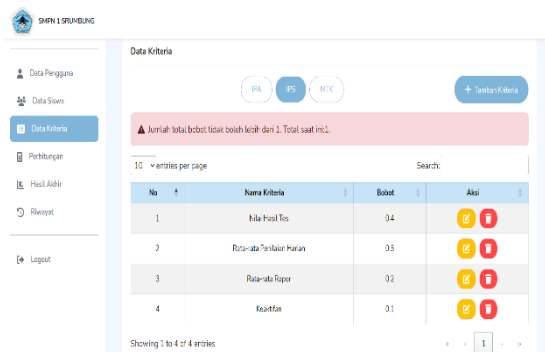 SMPN 1 SRUMBUNG
Data Pengguna
Data Siswa
Data Kriteria
Perhitungan
Hasil Akhir
Riwayat
Logout
Data Kriteria
IPA IPS MTK
+ Tambah Kriteria
Jumlah total bobot tidak boleh lebih dari 1. Total saat ini:1.
10 entries per page Search:
No Nama Kriteria Bobot Aksi
1 Nilai Hasil Tes 0.4
2 Rata-rata Penilaian Harian 0.3
3 Rata-rata Rapor 0.2
4 Keaktifan 0.1
Showing 1 to 4 of 4 entries
« ‹ 1 › »